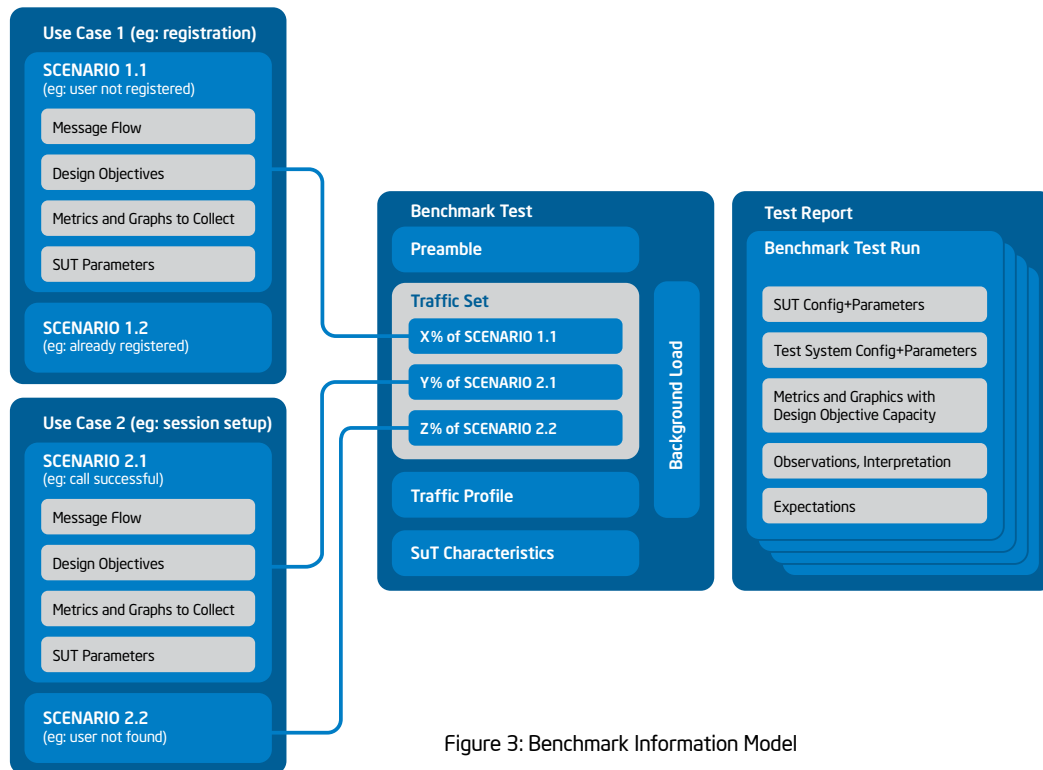 Use Case 1 (eg: registration)
SCENARIO 1.1
(eg: user not registered)
Message Flow
Design Objectives
Metrics and Graphs to Collect
SUT Parameters
SCENARIO 1.2
(eg: already registered)
Use Case 2 (eg: session setup)
SCENARIO 2.1
(eg: call successful)
Message Flow
Design Objectives
Metrics and Graphs to Collect
SUT Parameters
SCENARIO 2.2
(eg: user not found)
Benchmark Test
Preamble
Traffic Set
X% of SCENARIO 1.1
Y% of SCENARIO 2.1
Z% of SCENARIO 2.2
Traffic Profile
SuT Characteristics
Background Load
Test Report
Benchmark Test Run
SUT Config+Parameters
Test System Config+Parameters
Metrics and Graphics with
Design Objective Capacity
Observations, Interpretation
Expectations
Figure 3: Benchmark Information Model